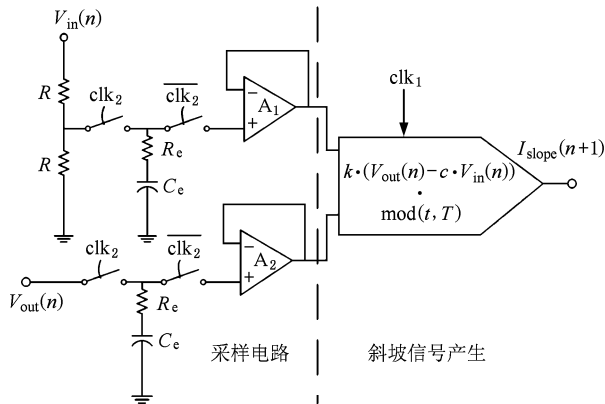 V_in(n)
R
clk₂
clk₂‾
R_e
C_e
−
+
A₁
R
clk₁
k•(V_out(n)−c•V_in(n))
•
mod(t, T)
I_slope(n+1)
clk₂
clk₂‾
V_out(n)
R_e
C_e
−
+
A₂
采样电路
斜坡信号产生